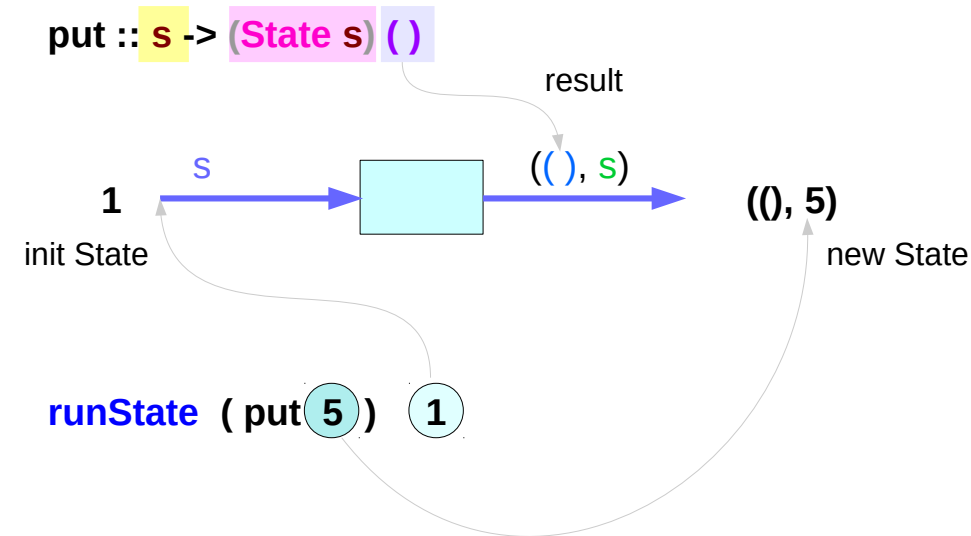 put :: s -> (State s) ( )
result
s
(( ), s)
1
((), 5)
init State
new State
runState ( put 5 ) 1